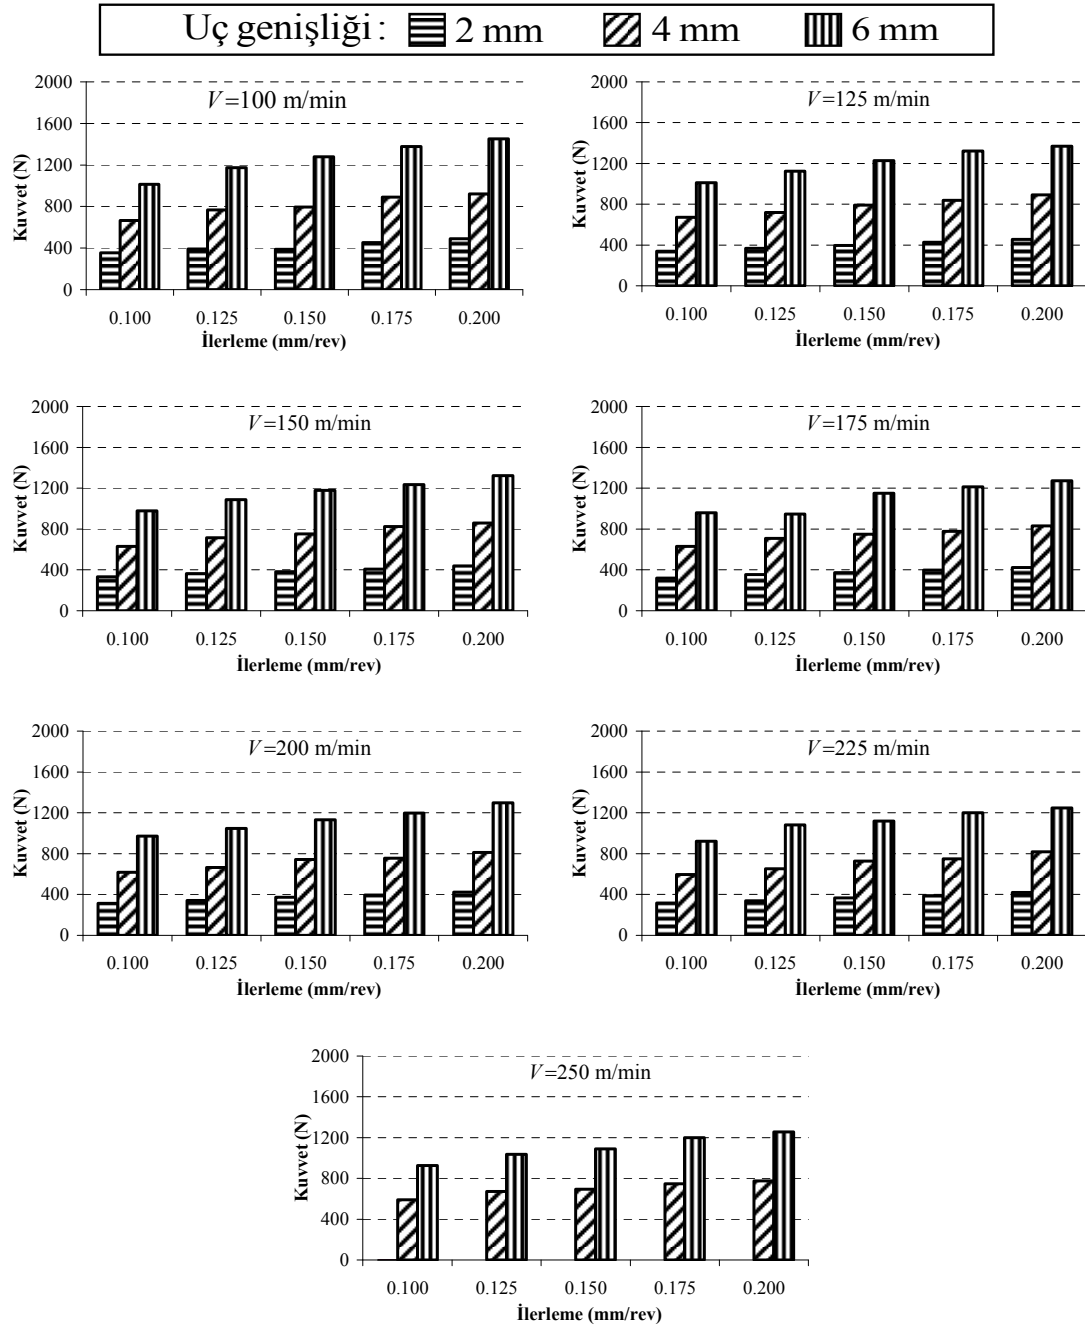 Uç genişliği: 2 mm 4 mm 6 mm
V=100 m/min
Kuvvet (N)
2000
1600
1200
800
400
0
0.100 0.125 0.150 0.175 0.200
İlerleme (mm/rev)
V=125 m/min
Kuvvet (N)
2000
1600
1200
800
400
0
0.100 0.125 0.150 0.175 0.200
İlerleme (mm/rev)
V=150 m/min
Kuvvet (N)
2000
1600
1200
800
400
0
0.100 0.125 0.150 0.175 0.200
İlerleme (mm/rev)
V=175 m/min
Kuvvet (N)
2000
1600
1200
800
400
0
0.100 0.125 0.150 0.175 0.200
İlerleme (mm/rev)
V=200 m/min
Kuvvet (N)
2000
1600
1200
800
400
0
0.100 0.125 0.150 0.175 0.200
İlerleme (mm/rev)
V=225 m/min
Kuvvet (N)
2000
1600
1200
800
400
0
0.100 0.125 0.150 0.175 0.200
İlerleme (mm/rev)
V=250 m/min
Kuvvet (N)
2000
1600
1200
800
400
0
0.100 0.125 0.150 0.175 0.200
İlerleme (mm/rev)